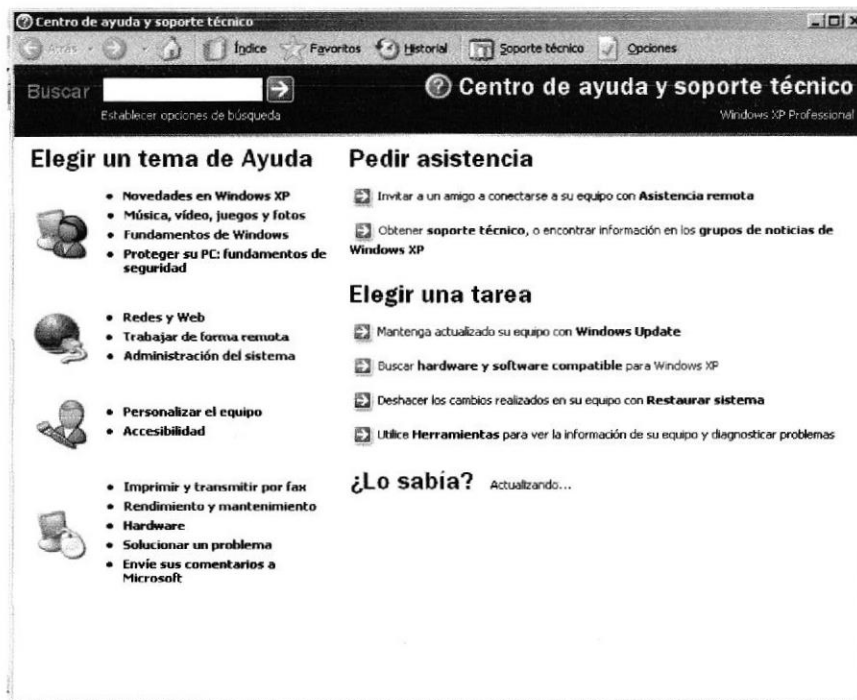 Centro de ayuda y soporte técnico
Atrás
Índice
Favoritos
Historial
Soporte técnico
Opciones
Buscar
Establecer opciones de búsqueda
Centro de ayuda y soporte técnico
Windows XP Professional
Elegir un tema de Ayuda
• Novedades en Windows XP
• Música, vídeo, juegos y fotos
• Fundamentos de Windows
• Proteger su PC: fundamentos de
seguridad
• Redes y Web
• Trabajar de forma remota
• Administración del sistema
• Personalizar el equipo
• Accesibilidad
• Imprimir y transmitir por fax
• Rendimiento y mantenimiento
• Hardware
• Solucionar un problema
• Envíe sus comentarios a
Microsoft
Pedir asistencia
Invitar a un amigo a conectarse a su equipo con Asistencia remota
Obtener soporte técnico, o encontrar información en los grupos de noticias de
Windows XP
Elegir una tarea
Mantenga actualizado su equipo con Windows Update
Buscar hardware y software compatible para Windows XP
Deshacer los cambios realizados en su equipo con Restaurar sistema
Utilice Herramientas para ver la información de su equipo y diagnosticar problemas
¿Lo sabía? Actualizando...